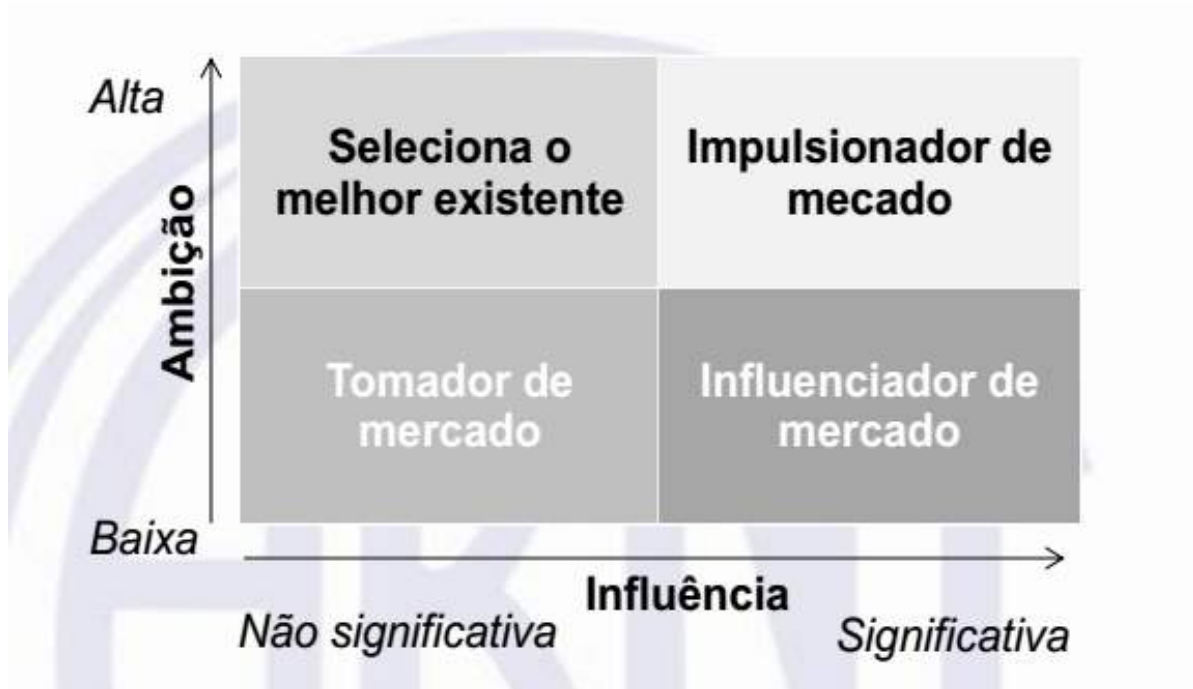 Alta
Seleciona o
melhor existente
Impulsionador de
mecado
Ambição
Tomador de
mercado
Influenciador de
mercado
Baixa
Influência
Não significativa
Significativa